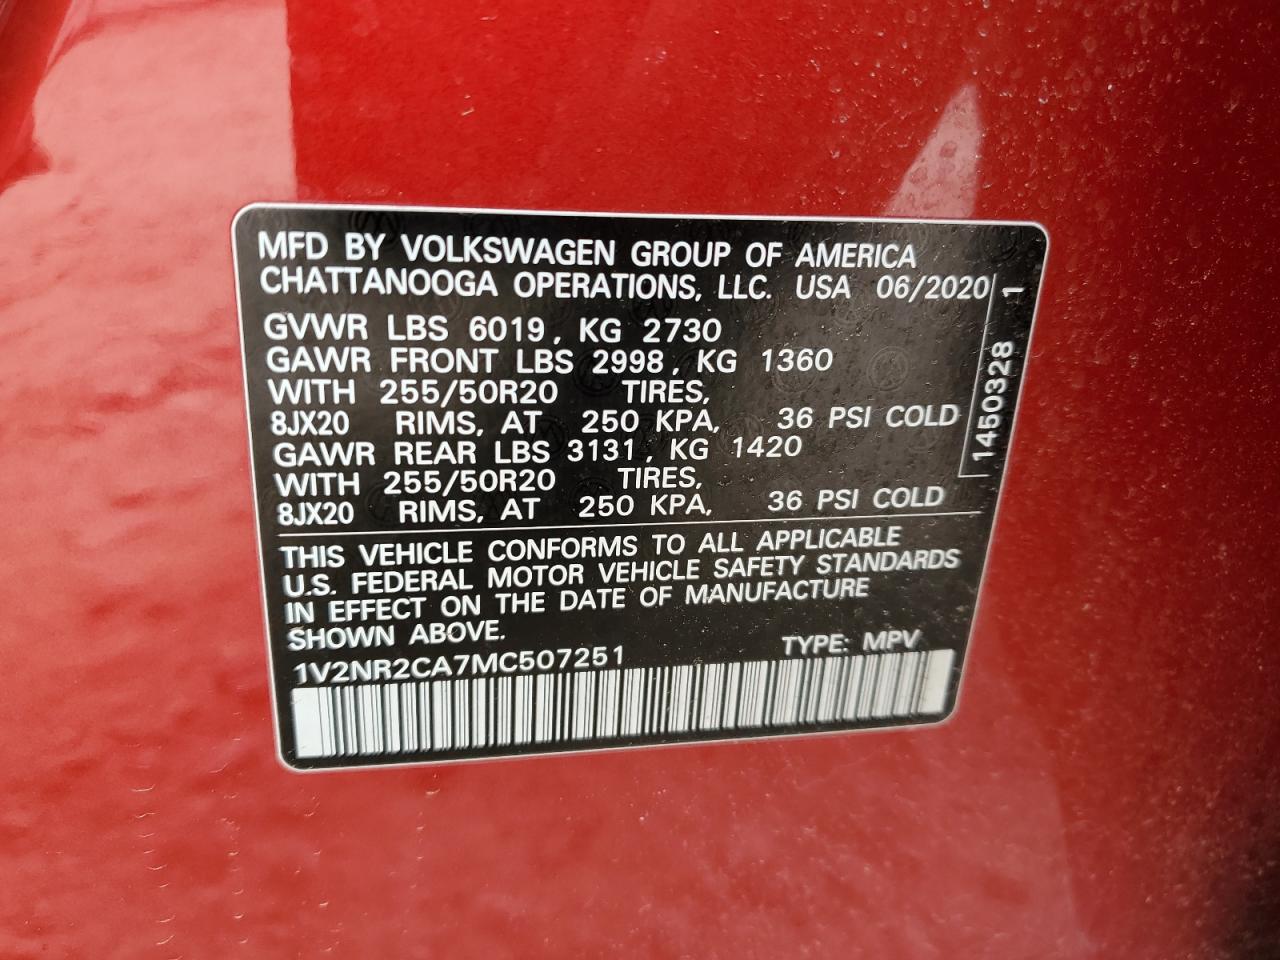 MFD BY VOLKSWAGEN GROUP OF AMERICA
CHATTANOOGA OPERATIONS, LLC. USA 06/2020
GVWR LBS 6019, KG 2730
GAWR FRONT LBS 2998, KG 1360
WITH 255/50R20 TIRES,
8JX20 RIMS, AT 250 KPA, 36 PSI COLD
GAWR REAR LBS 3131, KG 1420
WITH 255/50R20 TIRES,
8JX20 RIMS, AT 250 KPA, 36 PSI COLD
1450328 1
THIS VEHICLE CONFORMS TO ALL APPLICABLE
U.S. FEDERAL MOTOR VEHICLE SAFETY STANDARDS
IN EFFECT ON THE DATE OF MANUFACTURE
SHOWN ABOVE.
1V2NR2CA7MC507251 TYPE: MPV